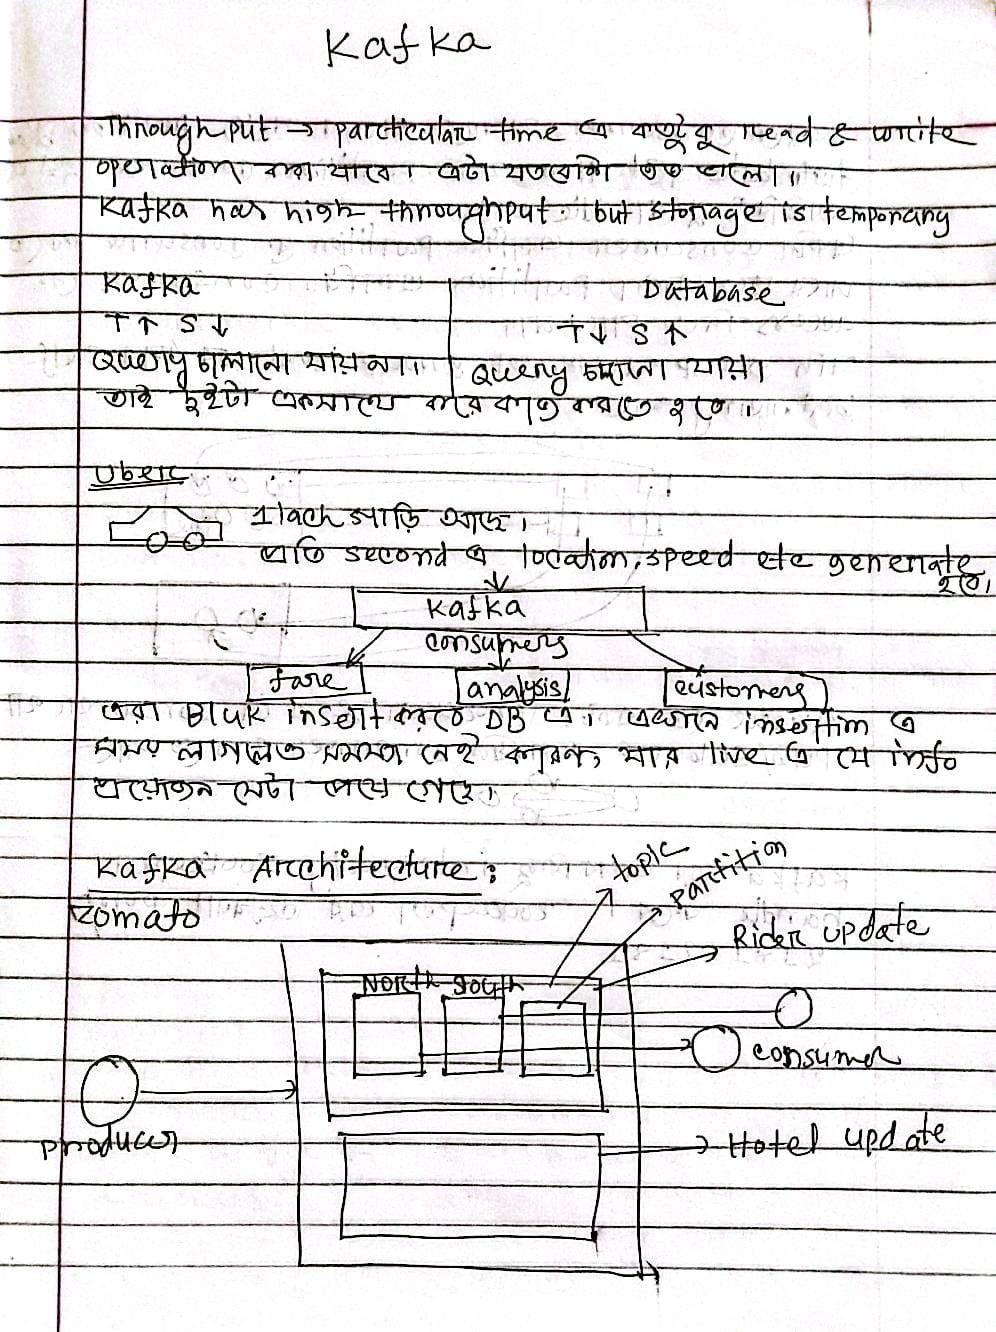 Kafka
Throughput → particular time এ কতটুকু read & write
operation করা যাবে। এটা যতবেশি তত ভালো।
Kafka has high throughput but storage is temporary
Kafka
Database
T↑ S↓
T↓ S↑
Query চালানো যায় না।
Query চালানো যায়।
তাই দুইটা একসাথে করে কাজ করতে হবে।
Uber
1 lach গাড়ি আছে।
প্রতি second এ location, speed etc generate
হবে।
Kafka
consumers
fare
analysis
customers
এরা Bluk insert করবে DB এ। এখানে insertion এ
সময় লাগলেও সমস্যা নেই কারণ, যার live এ যে info
প্রয়োজন সেটা পেয়ে গেছে।
Kafka Architecture:
topic
partition
Zomato
Rider update
North South
consumer
producer
Hotel update